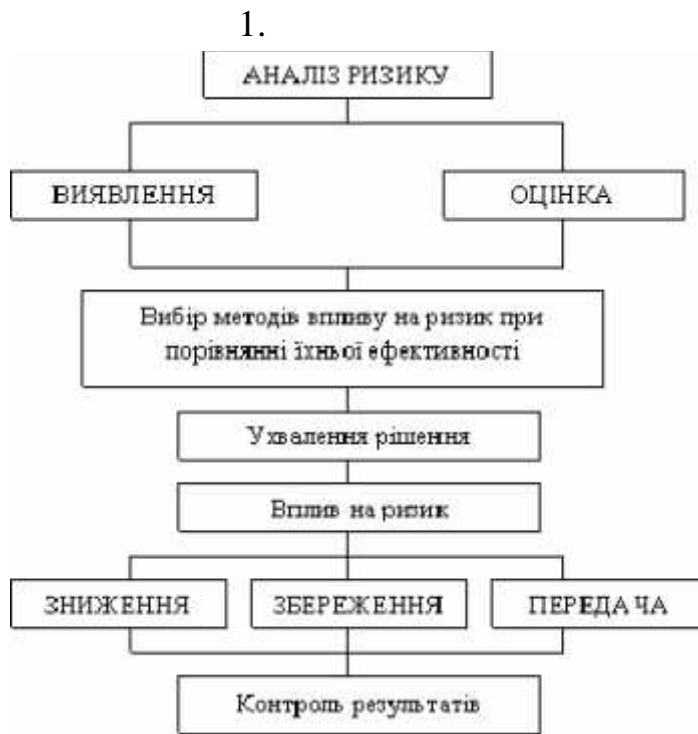 1.
АНАЛІЗ РИЗИКУ
ВИЯВЛЕННЯ
ОЦІНКА
Вибір методів впливу на ризик при
порівнянні їхньої ефективності
Ухвалення рішення
Вплив на ризик
ЗНИЖЕННЯ
ЗБЕРЕЖЕННЯ
ПЕРЕДАЧА
Контроль результатів